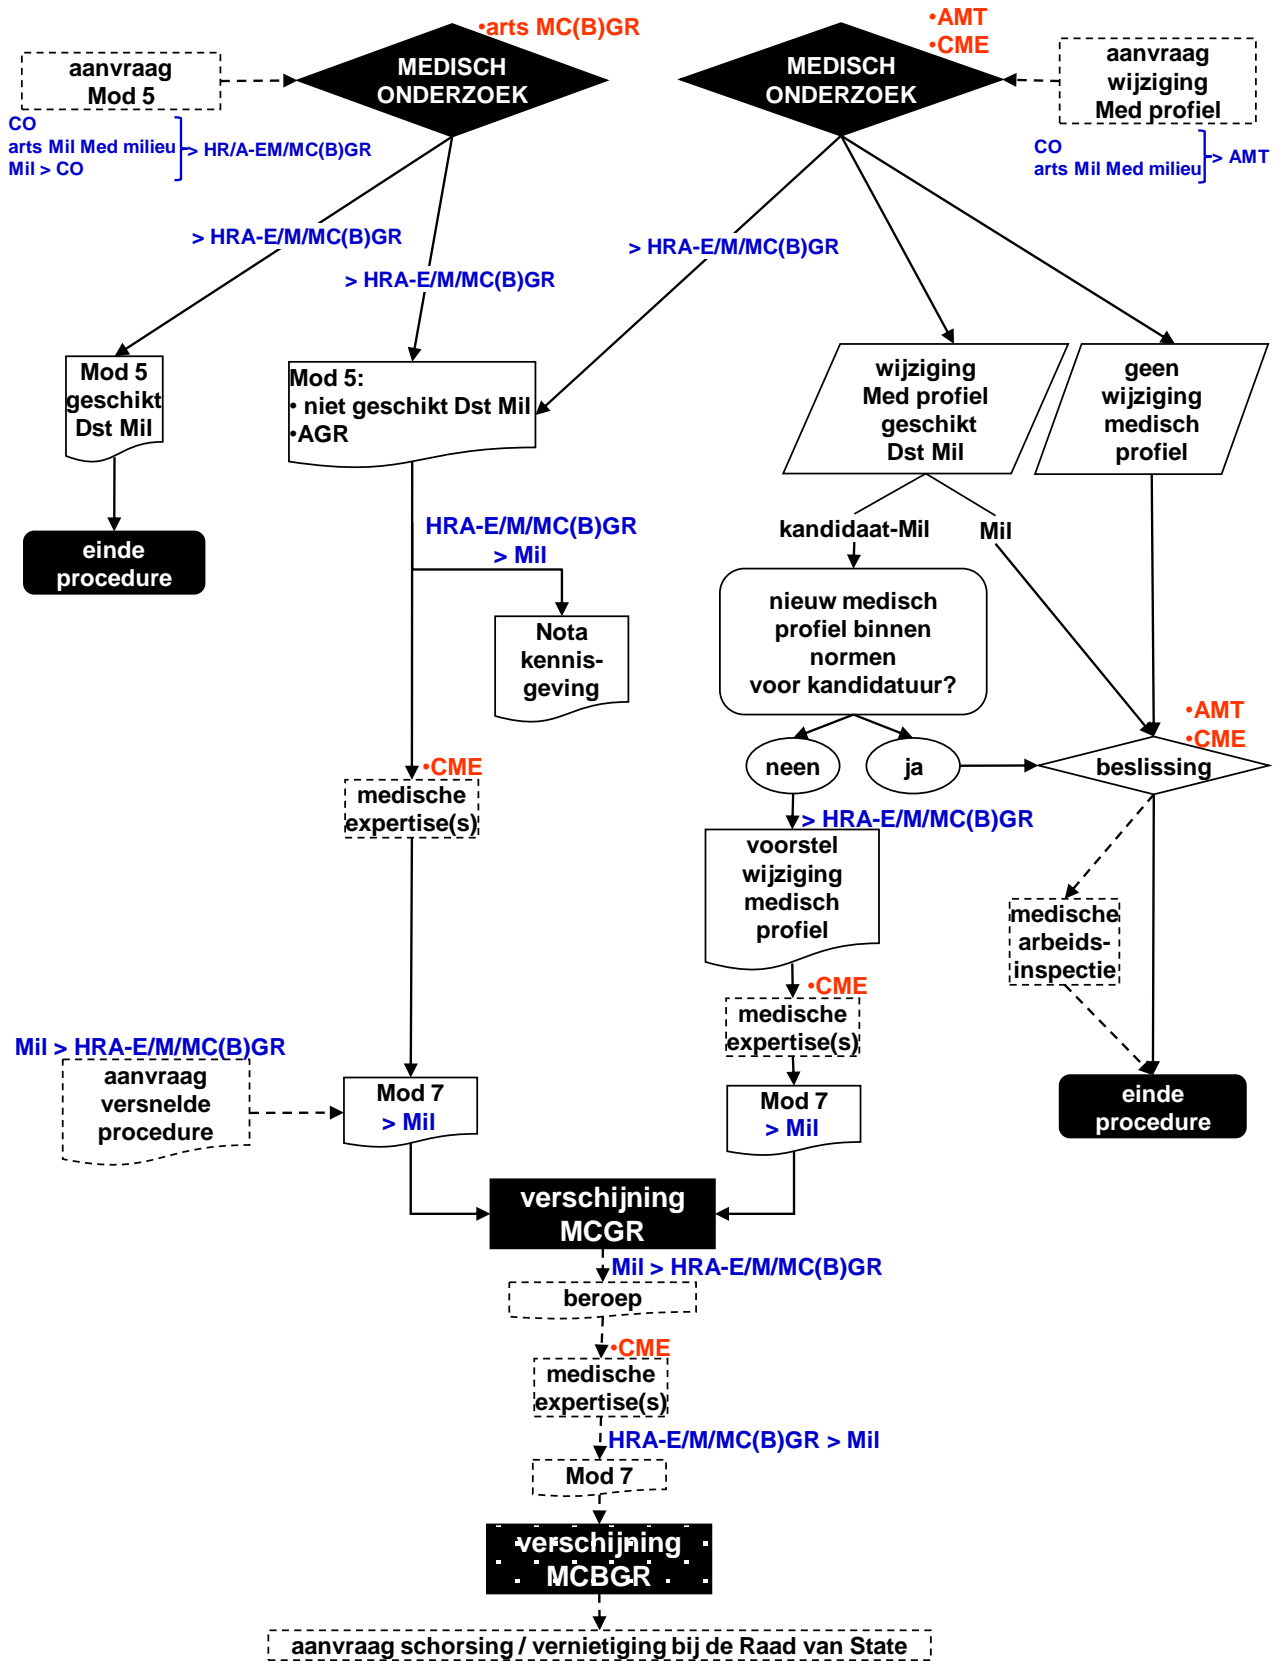 •arts MC(B)GR
•AMT
•CME
aanvraag
Mod 5
MEDISCH
ONDERZOEK
MEDISCH
ONDERZOEK
aanvraag
wijziging
Med profiel
CO
arts Mil Med milieu
Mil > CO
> HR/A-EM/MC(B)GR
CO
arts Mil Med milieu
> AMT
> HRA-E/M/MC(B)GR
> HRA-E/M/MC(B)GR
> HRA-E/M/MC(B)GR
Mod 5
geschikt
Dst Mil
Mod 5:
• niet geschikt Dst Mil
•AGR
wijziging
Med profiel
geschikt
Dst Mil
geen
wijziging
medisch
profiel
einde
procedure
HRA-E/M/MC(B)GR
> Mil
kandidaat-Mil
Mil
Nota
kennis-
geving
nieuw medisch
profiel binnen
normen
voor kandidatuur?
•AMT
•CME
neen
ja
beslissing
•CME
medische
expertise(s)
> HRA-E/M/MC(B)GR
voorstel
wijziging
medisch
profiel
medische
arbeids-
inspectie
•CME
medische
expertise(s)
Mil > HRA-E/M/MC(B)GR
aanvraag
versnelde
procedure
Mod 7
> Mil
Mod 7
> Mil
einde
procedure
verschijning
MCGR
Mil > HRA-E/M/MC(B)GR
beroep
•CME
medische
expertise(s)
HRA-E/M/MC(B)GR > Mil
Mod 7
verschijning
MCBGR
aanvraag schorsing / vernietiging bij de Raad van State